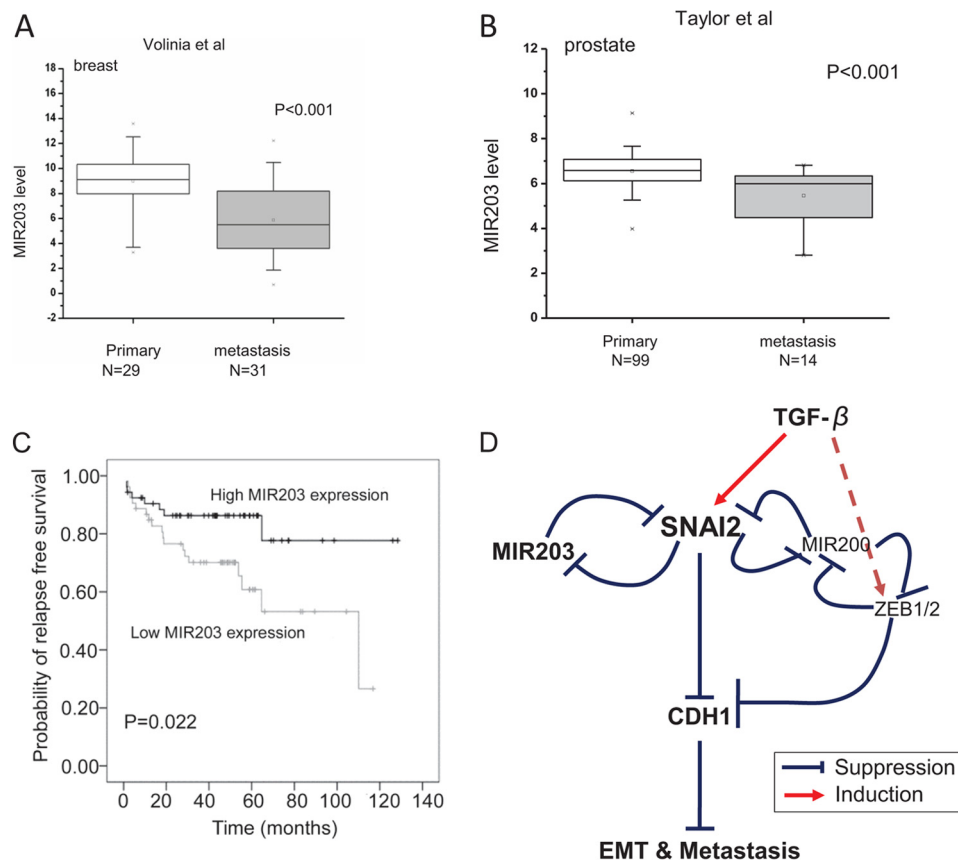 A
Volinia et al
breast
P<0.001
MIR203 level
18
16
14
12
10
8
6
4
2
0
-2
Primary
N=29
metastasis
N=31
B
Taylor et al
prostate
P<0.001
MIR203 level
12
10
8
6
4
2
0
Primary
N=99
metastasis
N=14
C
Probability of relapse free survival
1.00
0.80
0.60
0.40
0.20
0.00
High MIR203 expression
Low MIR203 expression
P=0.022
0 20 40 60 80 100 120 140
Time (months)
D
TGF-β
MIR203
SNAI2
MIR200
ZEB1/2
CDH1
EMT & Metastasis
Suppression
Induction